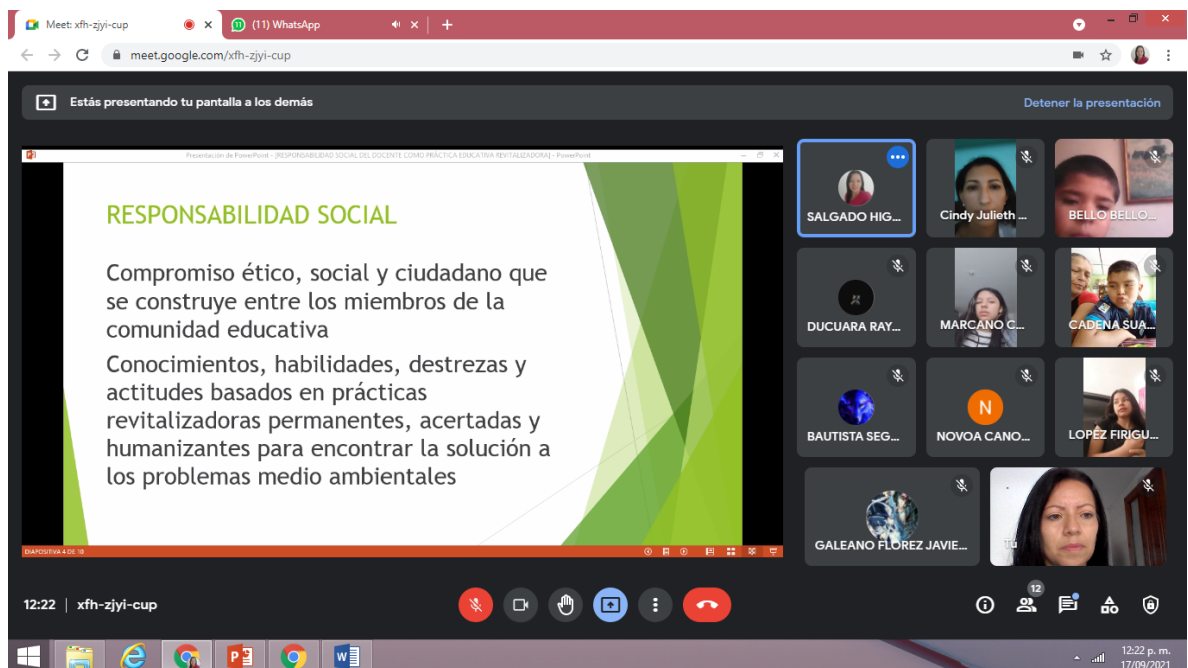 Meet: xfh-zjyi-cup
(11) WhatsApp
meet.google.com/xfh-zjyi-cup
Estás presentando tu pantalla a los demás
Detener la presentación
Presentación de PowerPoint - [RESPONSABILIDAD SOCIAL DEL DOCENTE COMO PRÁCTICA EDUCATIVA REVITALIZADORA] - PowerPoint
RESPONSABILIDAD SOCIAL
Compromiso ético, social y ciudadano que
se construye entre los miembros de la
comunidad educativa
Conocimientos, habilidades, destrezas y
actitudes basados en prácticas
revitalizadoras permanentes, acertadas y
humanizantes para encontrar la solución a
los problemas medio ambientales
DIAPOSITIVA 4 DE 10
SALGADO HIG...
Cindy Julieth ...
BELLO BELLO...
DUCUARA RAY...
MARCANO C...
CADENA SUA...
BAUTISTA SEG...
N
NOVOA CANO...
LOPEZ FIRIGU...
GALEANO FLOREZ JAVIE...
Tú
12:22 | xfh-zjyi-cup
12
12:22 p. m.
17/09/2021